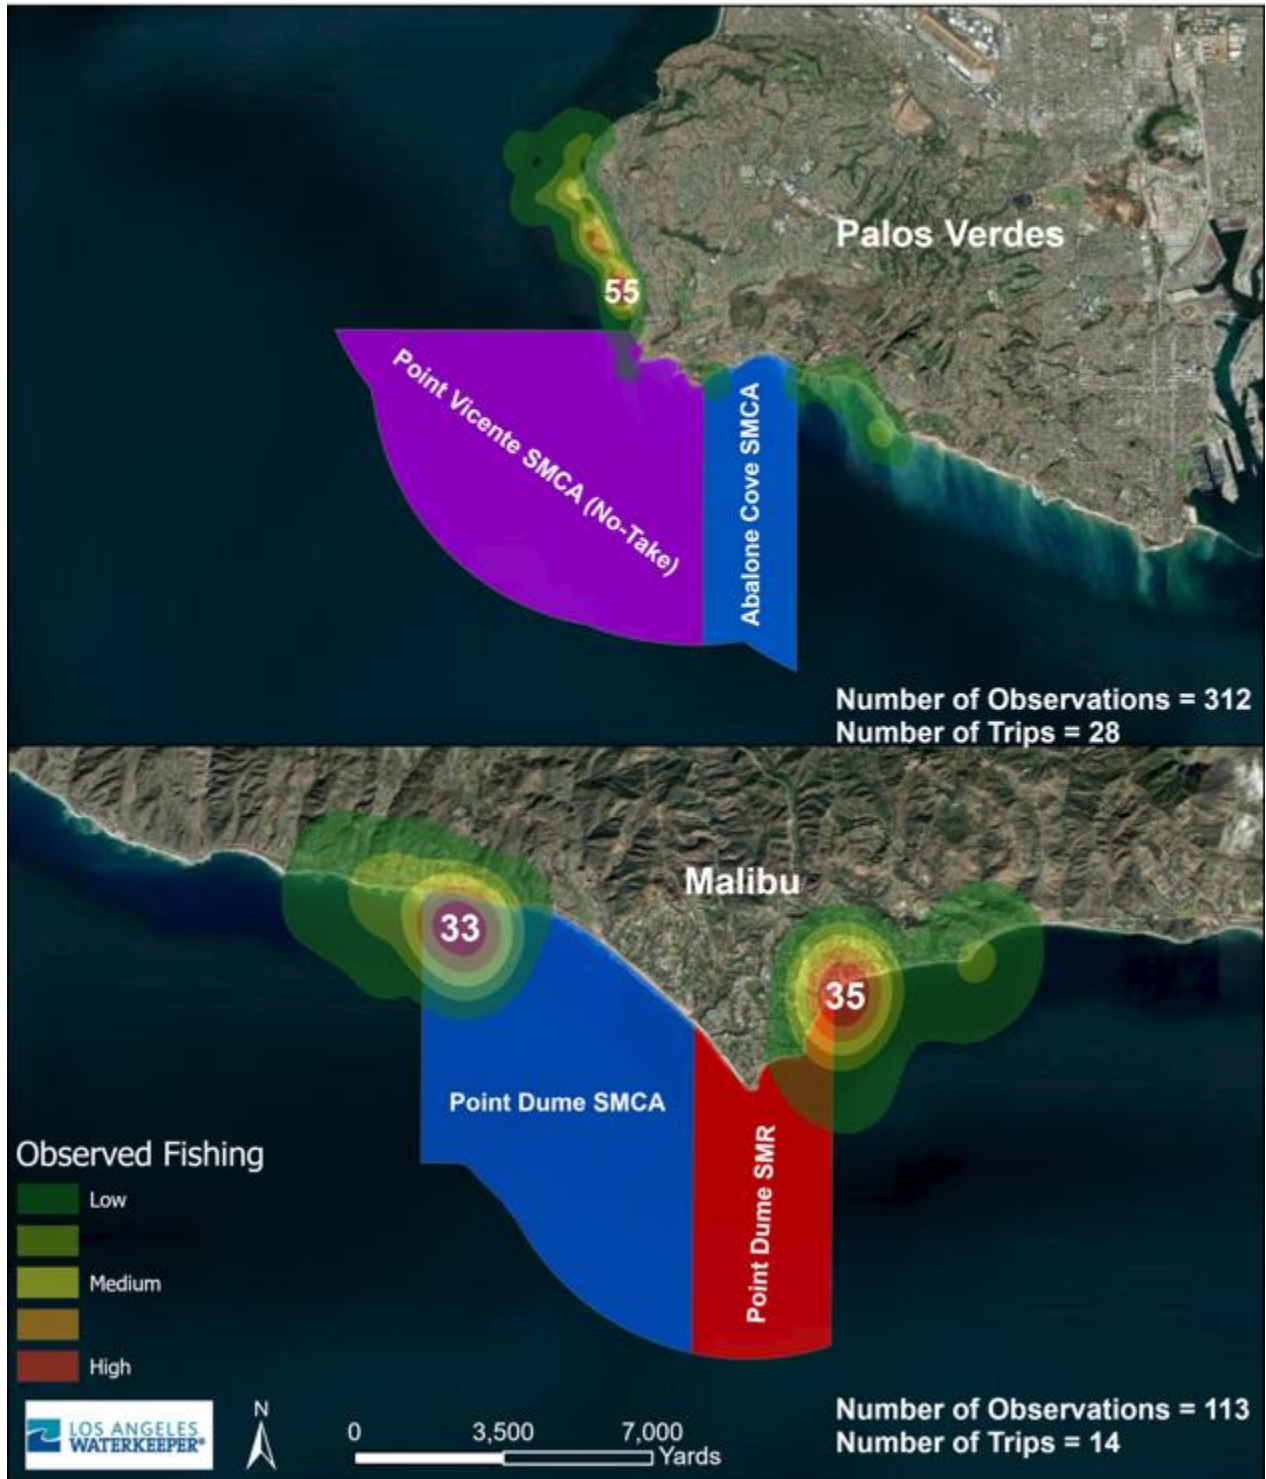 Palos Verdes
55
Point Vicente SMCA (No-Take)
Abalone Cove SMCA
Number of Observations = 312
Number of Trips = 28
Malibu
33
35
Point Dume SMCA
Point Dume SMR
Observed Fishing
Low
Medium
High
LOS ANGELES
WATERKEEPER®
N
0 3,500 7,000
Yards
Number of Observations = 113
Number of Trips = 14